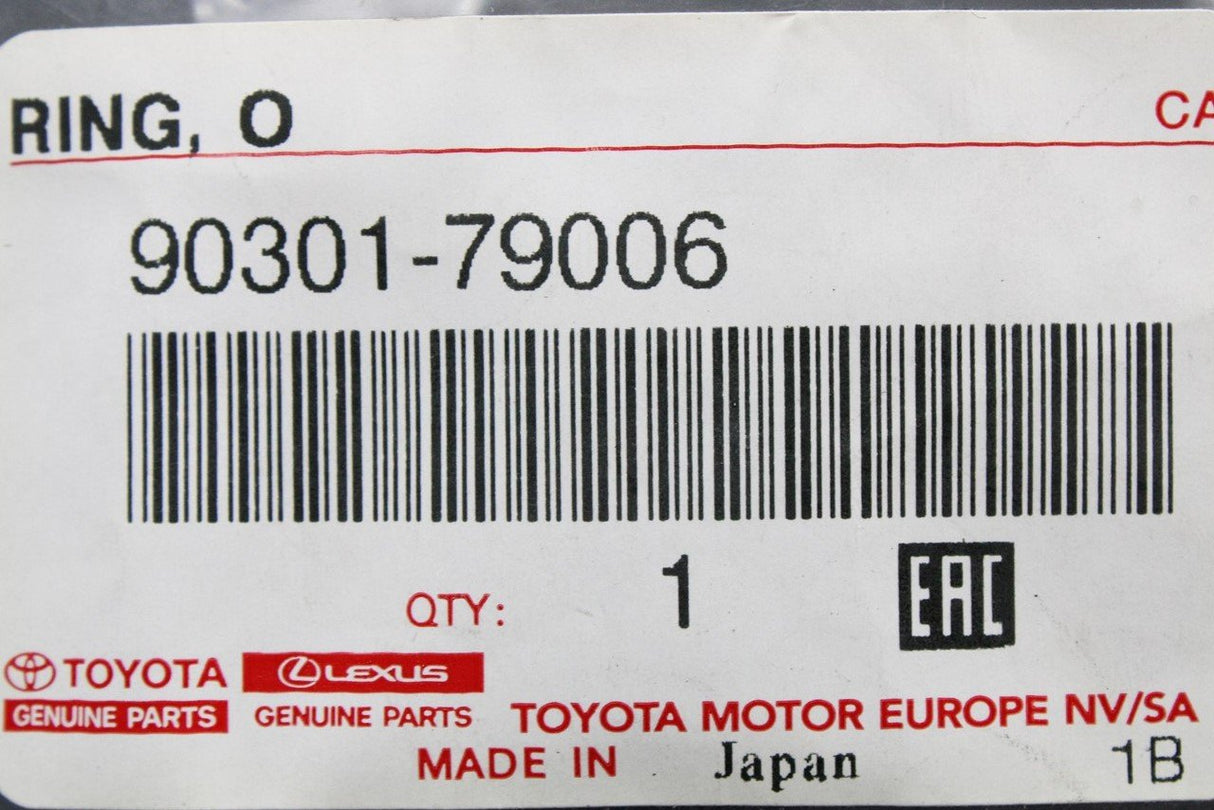 RING, O
CA
90301-79006
QTY: 1
EAC
TOYOTA LEXUS
GENUINE PARTS GENUINE PARTS TOYOTA MOTOR EUROPE NV/SA
MADE IN Japan 1B